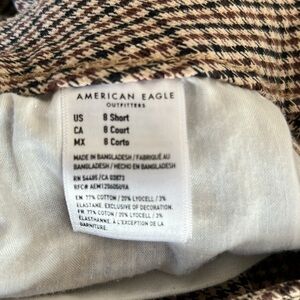 AMERICAN EAGLE
OUTFITTERS
US 8 Short
CA 8 Court
MX 8 Corto
MADE IN BANGLADESH / FABRIQUÉ AU
BANGLADESH / HECHO EN BANGLADESH
RN 54485 / CA 03873
RFC# AEM1206056H9A
EN: 77% COTTON / 20% LYOCELL / 3%
ELASTANE. EXCLUSIVE OF DECORATION.
FR: 77% COTON / 20% LYOCELL / 3%
ÉLASTHANNE. À L'EXCEPTION DE LA
GARNITURE.